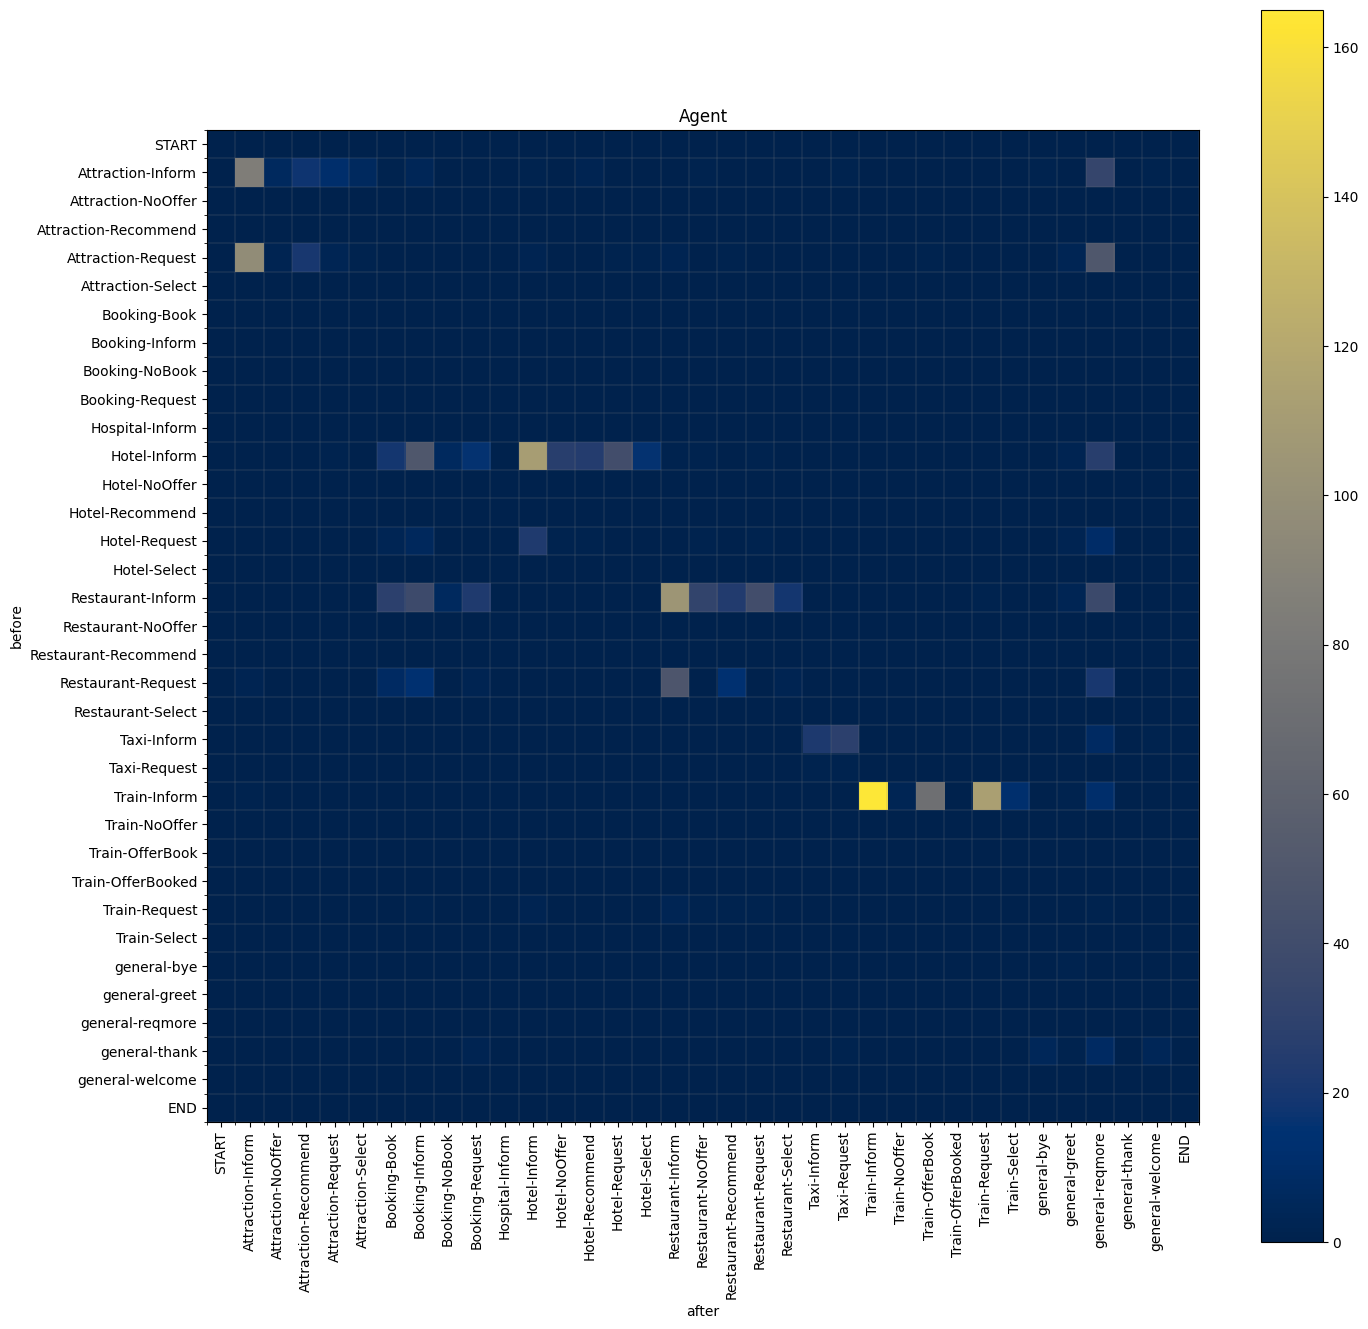 Agent
START
Attraction-Inform
Attraction-NoOffer
Attraction-Recommend
Attraction-Request
Attraction-Select
Booking-Book
Booking-Inform
Booking-NoBook
Booking-Request
Hospital-Inform
Hotel-Inform
Hotel-NoOffer
Hotel-Recommend
Hotel-Request
Hotel-Select
Restaurant-Inform
Restaurant-NoOffer
Restaurant-Recommend
Restaurant-Request
Restaurant-Select
Taxi-Inform
Taxi-Request
Train-Inform
Train-NoOffer
Train-OfferBook
Train-OfferBooked
Train-Request
Train-Select
general-bye
general-greet
general-reqmore
general-thank
general-welcome
END
before
START
Attraction-Inform
Attraction-NoOffer
Attraction-Recommend
Attraction-Request
Attraction-Select
Booking-Book
Booking-Inform
Booking-NoBook
Booking-Request
Hospital-Inform
Hotel-Inform
Hotel-NoOffer
Hotel-Recommend
Hotel-Request
Hotel-Select
Restaurant-Inform
Restaurant-NoOffer
Restaurant-Recommend
Restaurant-Request
Restaurant-Select
Taxi-Inform
Taxi-Request
Train-Inform
Train-NoOffer
Train-OfferBook
Train-OfferBooked
Train-Request
Train-Select
general-bye
general-greet
general-reqmore
general-thank
general-welcome
END
after
160
140
120
100
80
60
40
20
0